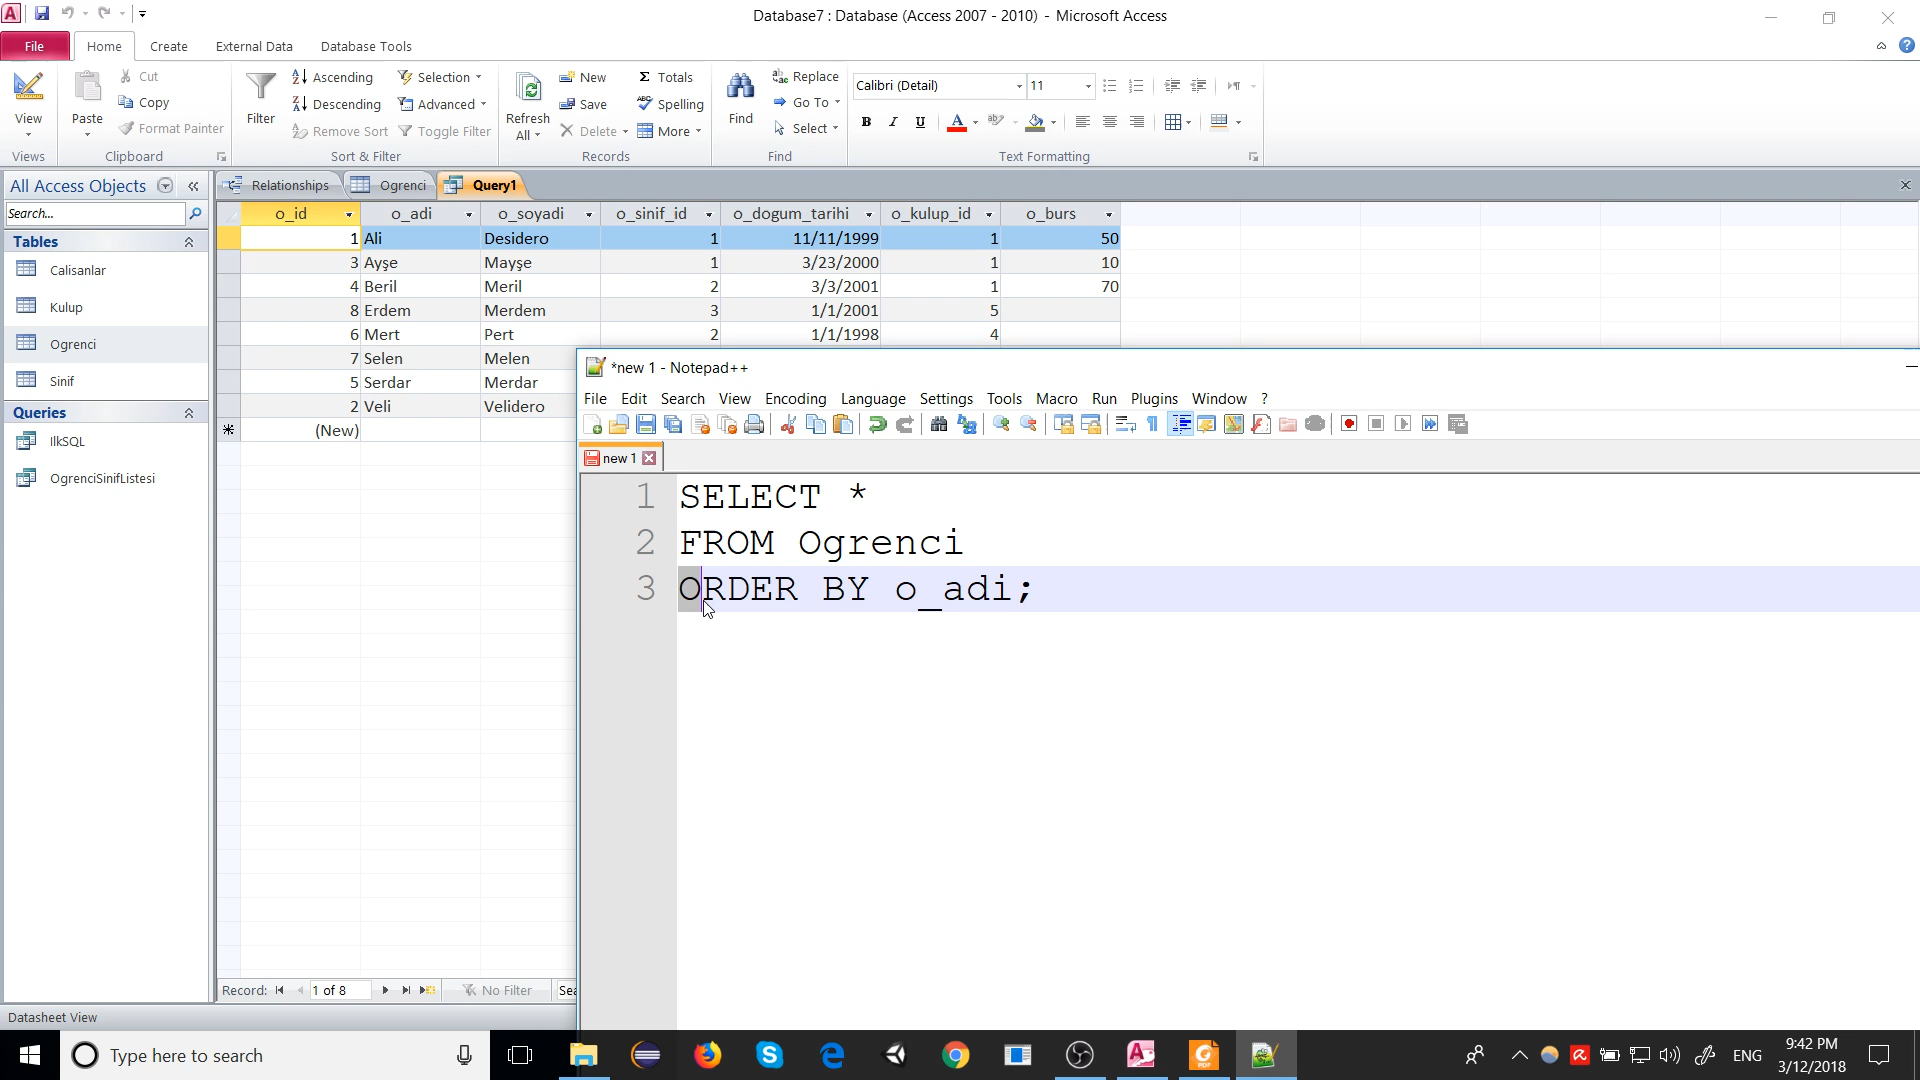 Database7 : Database (Access 2007 - 2010) - Microsoft Access
File Home Create External Data Database Tools
View
Views
Paste
Cut
Copy
Format Painter
Clipboard
Filter
Ascending
Descending
Remove Sort
Selection
Advanced
Toggle Filter
Sort & Filter
Refresh
All
New
Save
Delete
Totals
Spelling
More
Records
Find
Replace
Go To
Select
Find
Calibri (Detail) 11
B I U
Text Formatting
All Access Objects
Search...
Tables
Calisanlar
Kulup
Ogrenci
Sinif
Queries
IlkSQL
OgrenciSinifListesi
Relationships Ogrenci Query1
o_id o_adi o_soyadi o_sinif_id o_dogum_tarihi o_kulup_id o_burs
1 Ali Desidero 1 11/11/1999 1 50
3 Ayşe Mayşe 1 3/23/2000 1 10
4 Beril Meril 2 3/3/2001 1 70
8 Erdem Merdem 3 1/1/2001 5
6 Mert Pert 2 1/1/1998 4
7 Selen Melen
5 Serdar Merdar
2 Veli Velidero
(New)
Record: 1 of 8 No Filter Sea
Datasheet View
*new 1 - Notepad++
File Edit Search View Encoding Language Settings Tools Macro Run Plugins Window ?
new 1
1 SELECT *
2 FROM Ogrenci
3 ORDER BY o_adi;
Type here to search
ENG
9:42 PM
3/12/2018